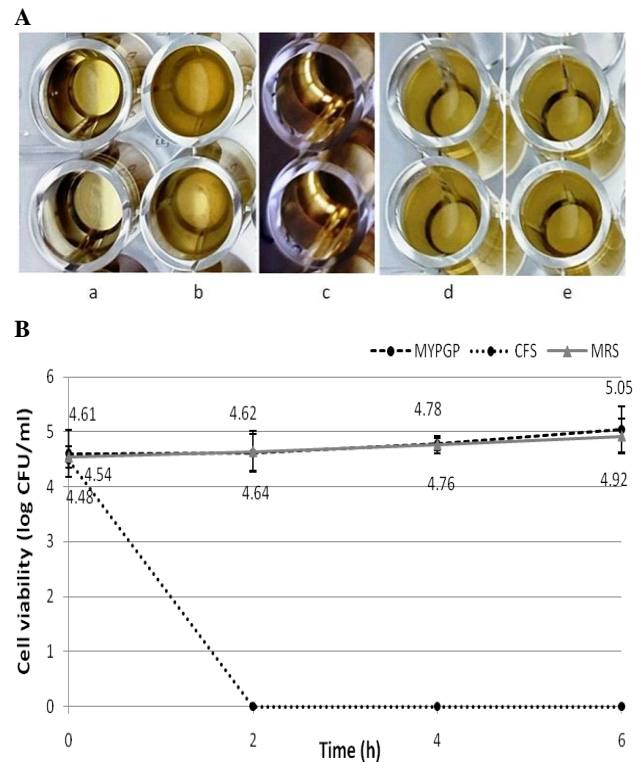 A
a b c d e
B
MYPGP CFS MRS
6
5
4
3
2
1
0
Cell viability (log CFU/ml)
4.61 4.62 4.78 5.05
4.54
4.48 4.64 4.76 4.92
0 2 4 6
Time (h)